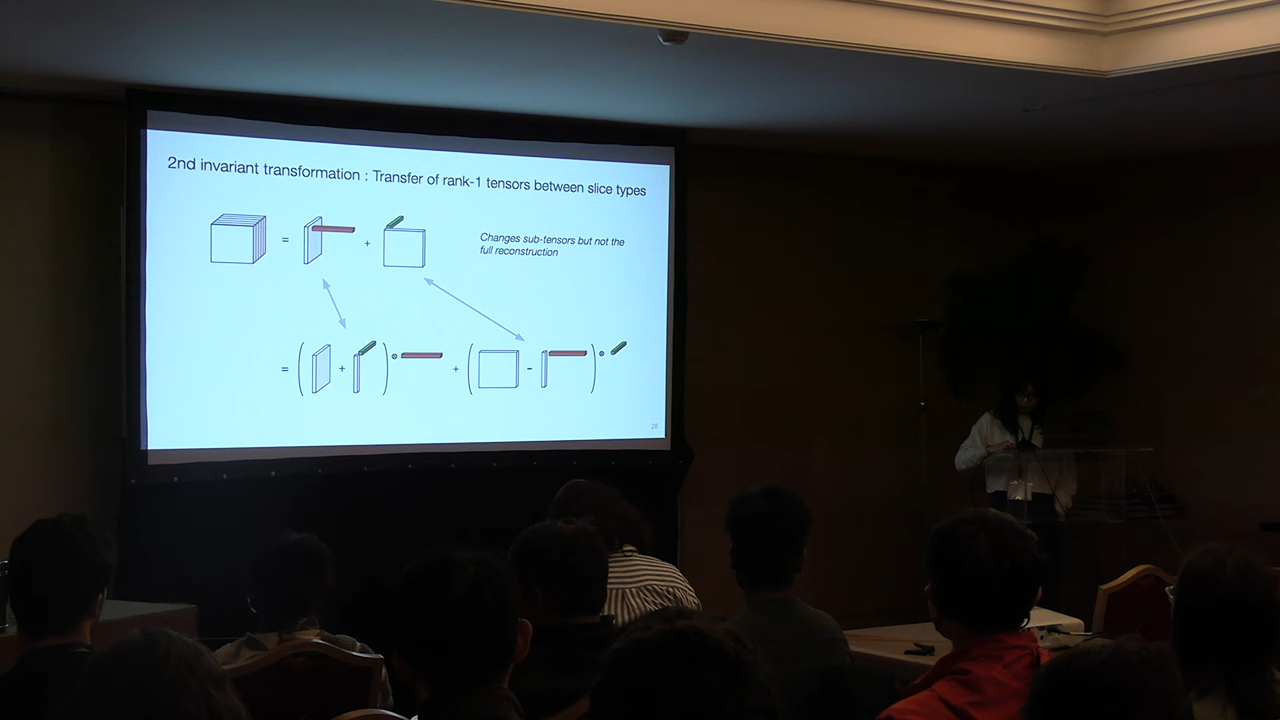 2nd invariant transformation : Transfer of rank-1 tensors between slice types
= + 
Changes sub-tensors but not the
full reconstruction
= ( + ) + ( - )
26